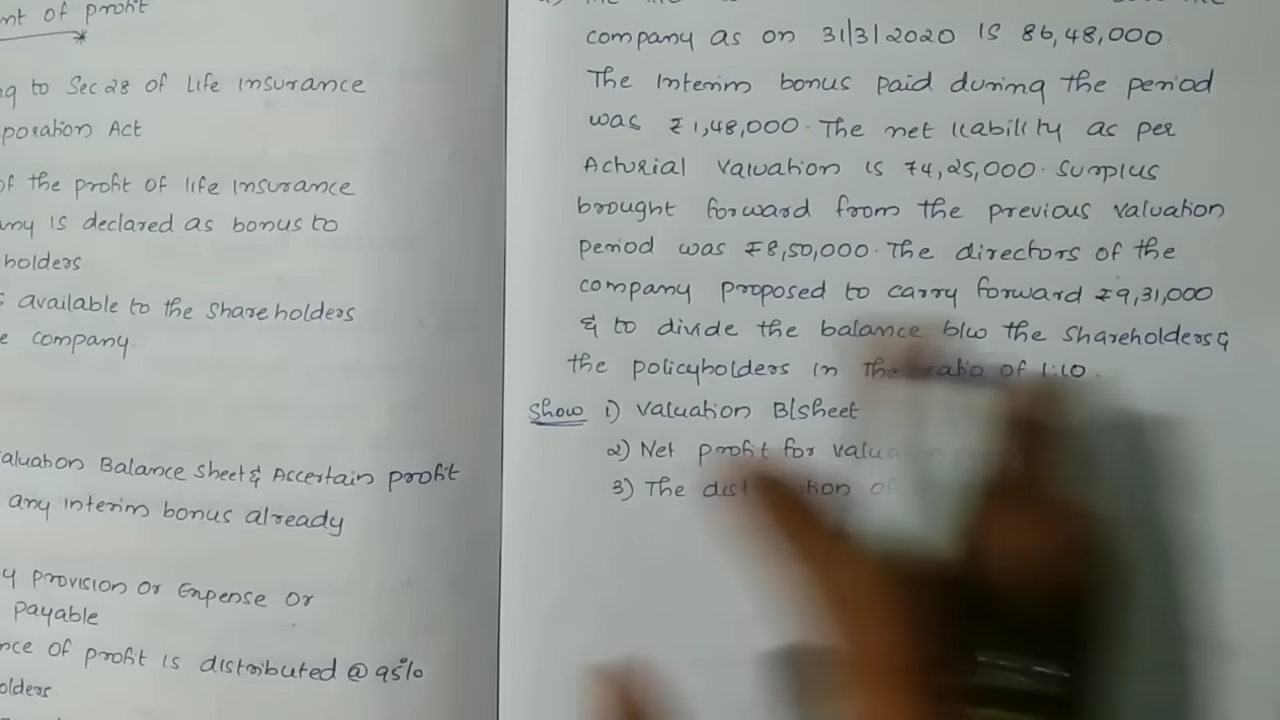 nt of profit
g to Sec 28 of Life Insurance
poration Act
of the profit of life Insurance
any is declared as bonus to
holders
s available to the Shareholders
e company.
aluation Balance Sheet & Ascertain profit
any interim bonus already
y provision or Expense or
payable
nce of profit is distributed @ 95%
olders
company as on 31/3/2020 is 86,48,000
The Interim bonus paid during the period
was ₹1,48,000. The net liability as per
Acturial valuation is 74,25,000. Surplus
brought forward from the previous valuation
period was ₹8,50,000. The directors of the
company proposed to carry forward ₹9,31,000
& to divide the balance b/w the Shareholders &
the policyholders in the ratio of 1:10.
Show 1) Valuation B/sheet
2) Net profit for valua
3) The of